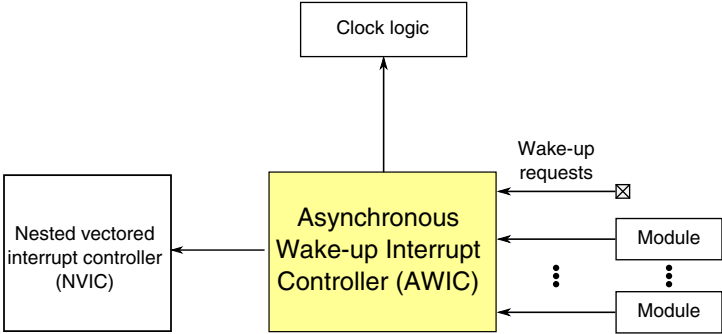 Clock logic
Wake-up
requests
Nested vectored
interrupt controller
(NVIC)
Asynchronous
Wake-up Interrupt
Controller (AWIC)
Module
Module